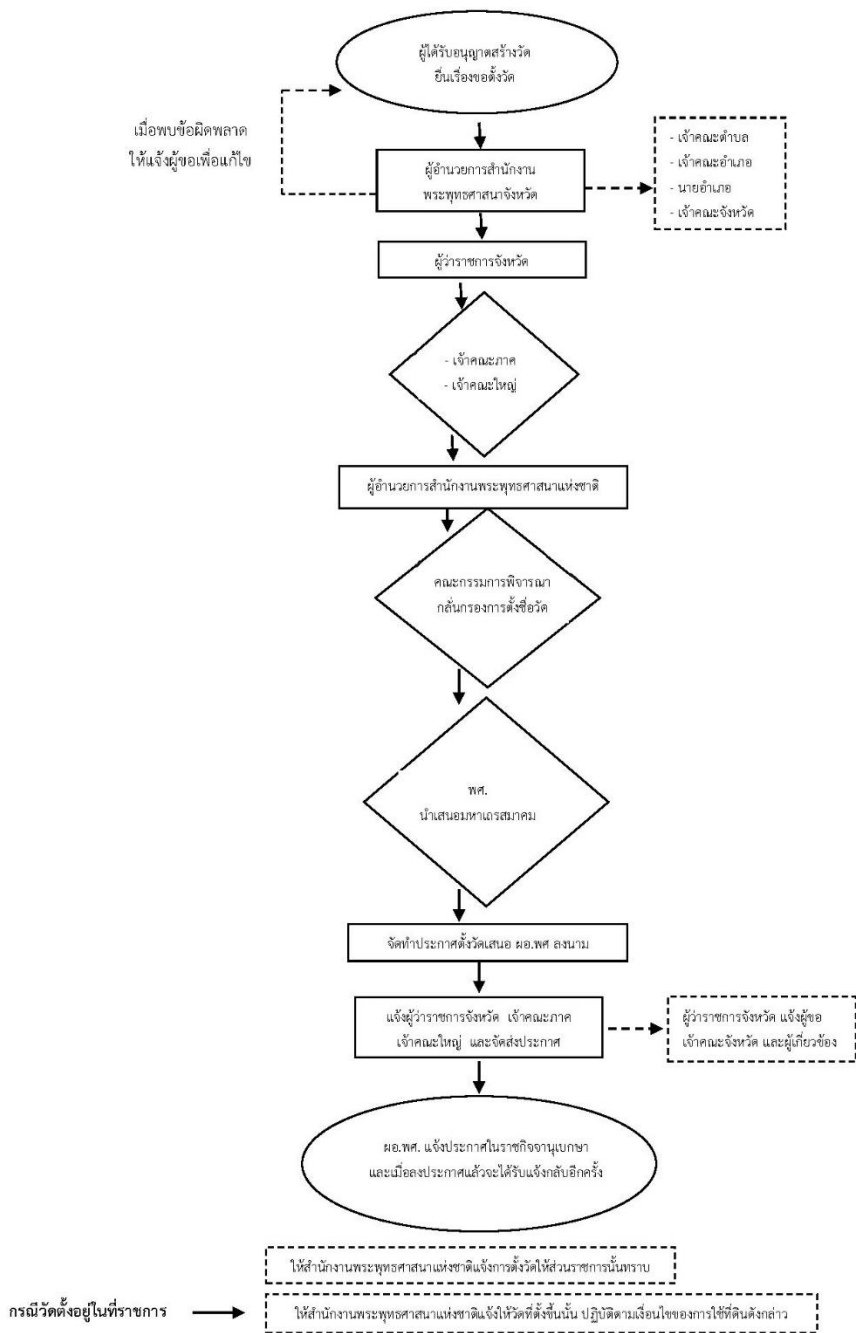 ผู้ได้รับอนุญาตสร้างวัด
ยื่นเรื่องขอตั้งวัด
เมื่อพบข้อผิดพลาด
ให้แจ้งผู้ขอเพื่อแก้ไข
ผู้อำนวยการสำนักงาน
พระพุทธศาสนาจังหวัด
- เจ้าคณะตำบล
- เจ้าคณะอำเภอ
- นายอำเภอ
- เจ้าคณะจังหวัด
ผู้ว่าราชการจังหวัด
- เจ้าคณะภาค
- เจ้าคณะใหญ่
ผู้อำนวยการสำนักงานพระพุทธศาสนาแห่งชาติ
คณะกรรมการพิจารณา
กลั่นกรองการตั้งชื่อวัด
พศ.
นำเสนอมหาเถรสมาคม
จัดทำประกาศตั้งวัดเสนอ ผอ.พศ ลงนาม
แจ้งผู้ว่าราชการจังหวัด เจ้าคณะภาค
เจ้าคณะใหญ่ และจัดส่งประกาศ
ผู้ว่าราชการจังหวัด แจ้งผู้ขอ
เจ้าคณะจังหวัด และผู้เกี่ยวข้อง
ผอ.พศ. แจ้งประกาศในราชกิจจานุเบกษา
และเมื่อลงประกาศแล้วจะได้รับแจ้งกลับอีกครั้ง
ให้สำนักงานพระพุทธศาสนาแห่งชาติแจ้งการตั้งวัดให้ส่วนราชการนั้นทราบ
กรณีวัดตั้งอยู่ในที่ราชการ
ให้สำนักงานพระพุทธศาสนาแห่งชาติแจ้งให้วัดที่ตั้งขึ้นนั้น ปฏิบัติตามเงื่อนไขของการใช้ที่ดินดังกล่าว